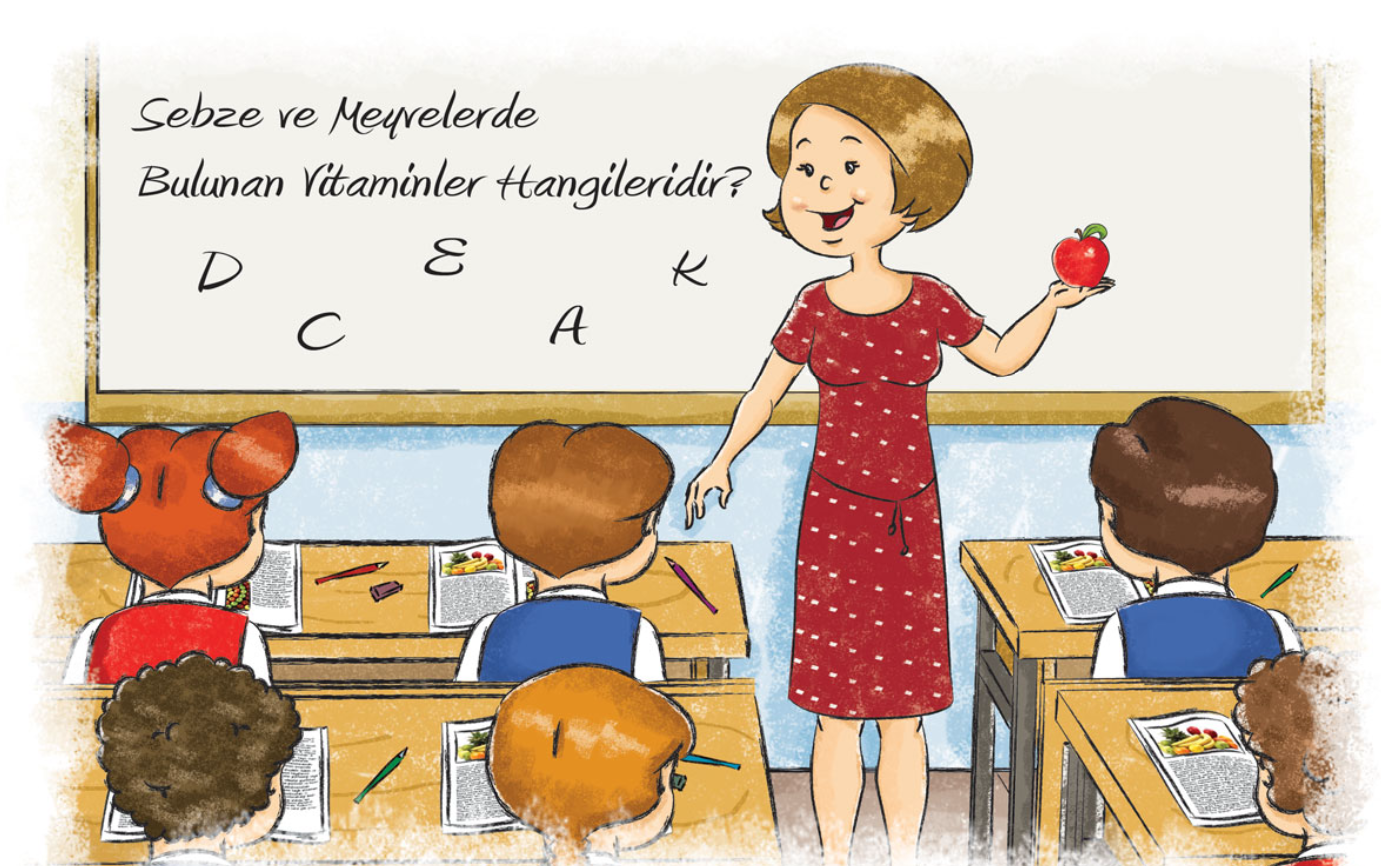 Sebze ve Meyvelerde
Bulunan Vitaminler Hangileridir?
D E K
C A